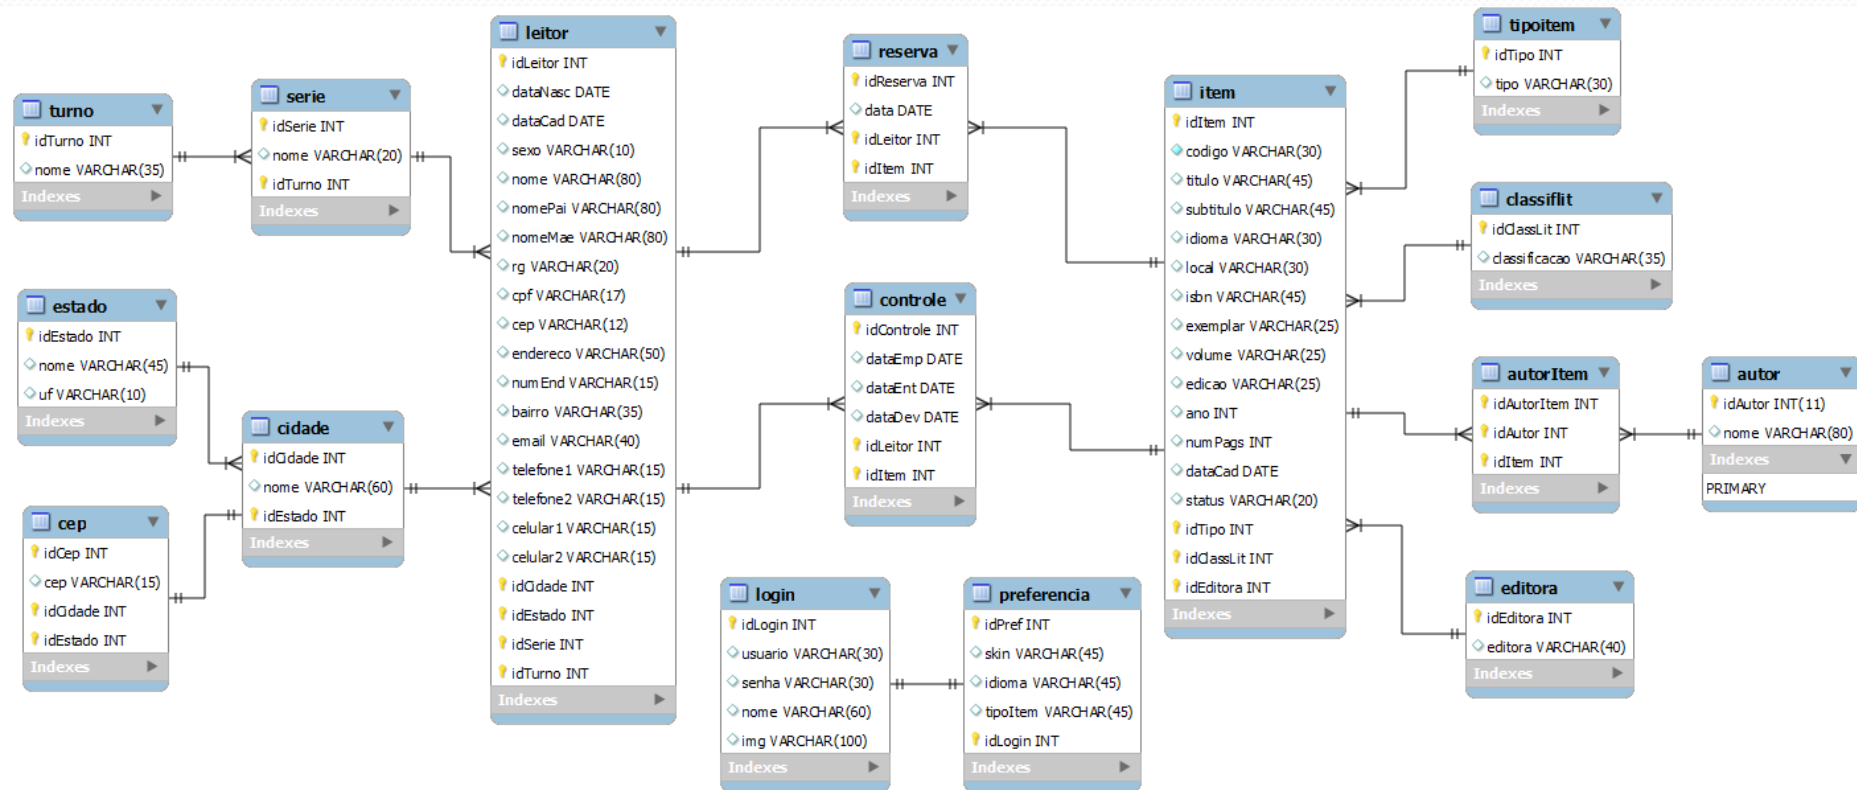 turno
idTurno INT
nome VARCHAR(35)
Indexes
serie
idSerie INT
nome VARCHAR(20)
idTurno INT
Indexes
estado
idEstado INT
nome VARCHAR(45)
uf VARCHAR(10)
Indexes
cidade
idCidade INT
nome VARCHAR(60)
idEstado INT
Indexes
cep
idCep INT
cep VARCHAR(15)
idCidade INT
idEstado INT
Indexes
leitor
idLeitor INT
dataNasc DATE
dataCad DATE
sexo VARCHAR(10)
nome VARCHAR(80)
nomePai VARCHAR(80)
nomeMae VARCHAR(80)
rg VARCHAR(20)
cpf VARCHAR(17)
cep VARCHAR(12)
endereco VARCHAR(50)
numEnd VARCHAR(15)
bairro VARCHAR(35)
email VARCHAR(40)
telefone1 VARCHAR(15)
telefone2 VARCHAR(15)
celular1 VARCHAR(15)
celular2 VARCHAR(15)
idCidade INT
idEstado INT
idSerie INT
idTurno INT
Indexes
reserva
idReserva INT
data DATE
idLeitor INT
idItem INT
Indexes
controle
idControle INT
dataEmp DATE
dataEnt DATE
dataDev DATE
idLeitor INT
idItem INT
Indexes
login
idLogin INT
usuario VARCHAR(30)
senha VARCHAR(30)
nome VARCHAR(60)
img VARCHAR(100)
Indexes
preferencia
idPref INT
skin VARCHAR(45)
idioma VARCHAR(45)
tipoItem VARCHAR(45)
idLogin INT
Indexes
item
idItem INT
codigo VARCHAR(30)
titulo VARCHAR(45)
subtitulo VARCHAR(45)
idioma VARCHAR(30)
local VARCHAR(30)
isbn VARCHAR(45)
exemplar VARCHAR(25)
volume VARCHAR(25)
edicao VARCHAR(25)
ano INT
numPags INT
dataCad DATE
status VARCHAR(20)
idTipo INT
idClassLit INT
idEditora INT
Indexes
tipoitem
idTipo INT
tipo VARCHAR(30)
Indexes
classiflit
idClassLit INT
classificacao VARCHAR(35)
Indexes
autorItem
idAutorItem INT
idAutor INT
idItem INT
Indexes
autor
idAutor INT(11)
nome VARCHAR(80)
Indexes
PRIMARY
editora
idEditora INT
editora VARCHAR(40)
Indexes